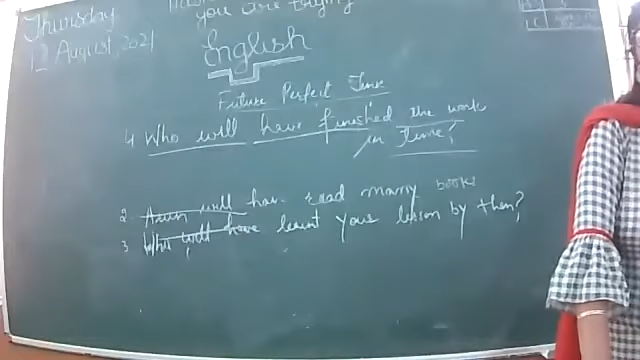 Thursday
you are trying
12 August, 2021
English
Future Perfect Tense
4 Who will have finished the work
in Time?
2. Arun will have read many books
3 Who will have learnt your lesson by then?